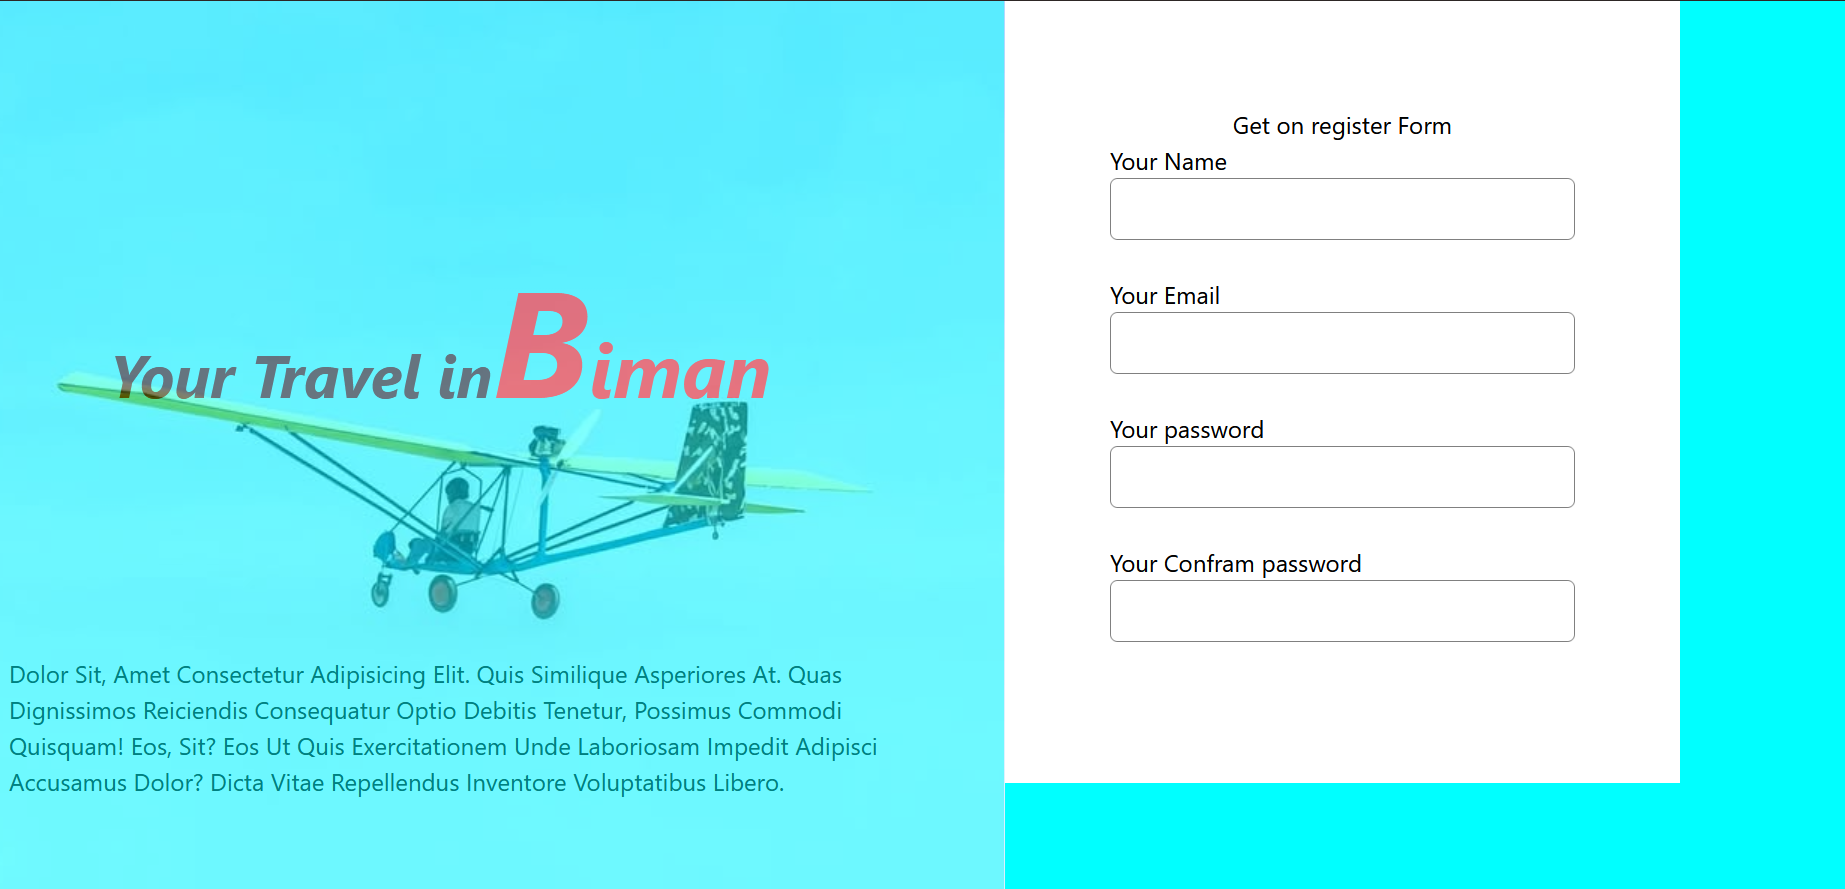 Your Travel in Biman
Dolor Sit, Amet Consectetur Adipisicing Elit. Quis Similique Asperiores At. Quas
Dignissimos Reiciendis Consequatur Optio Debitis Tenetur, Possimus Commodi
Quisquam! Eos, Sit? Eos Ut Quis Exercitationem Unde Laboriosam Impedit Adipisci
Accusamus Dolor? Dicta Vitae Repellendus Inventore Voluptatibus Libero.
Get on register Form
Your Name
Your Email
Your password
Your Confram password